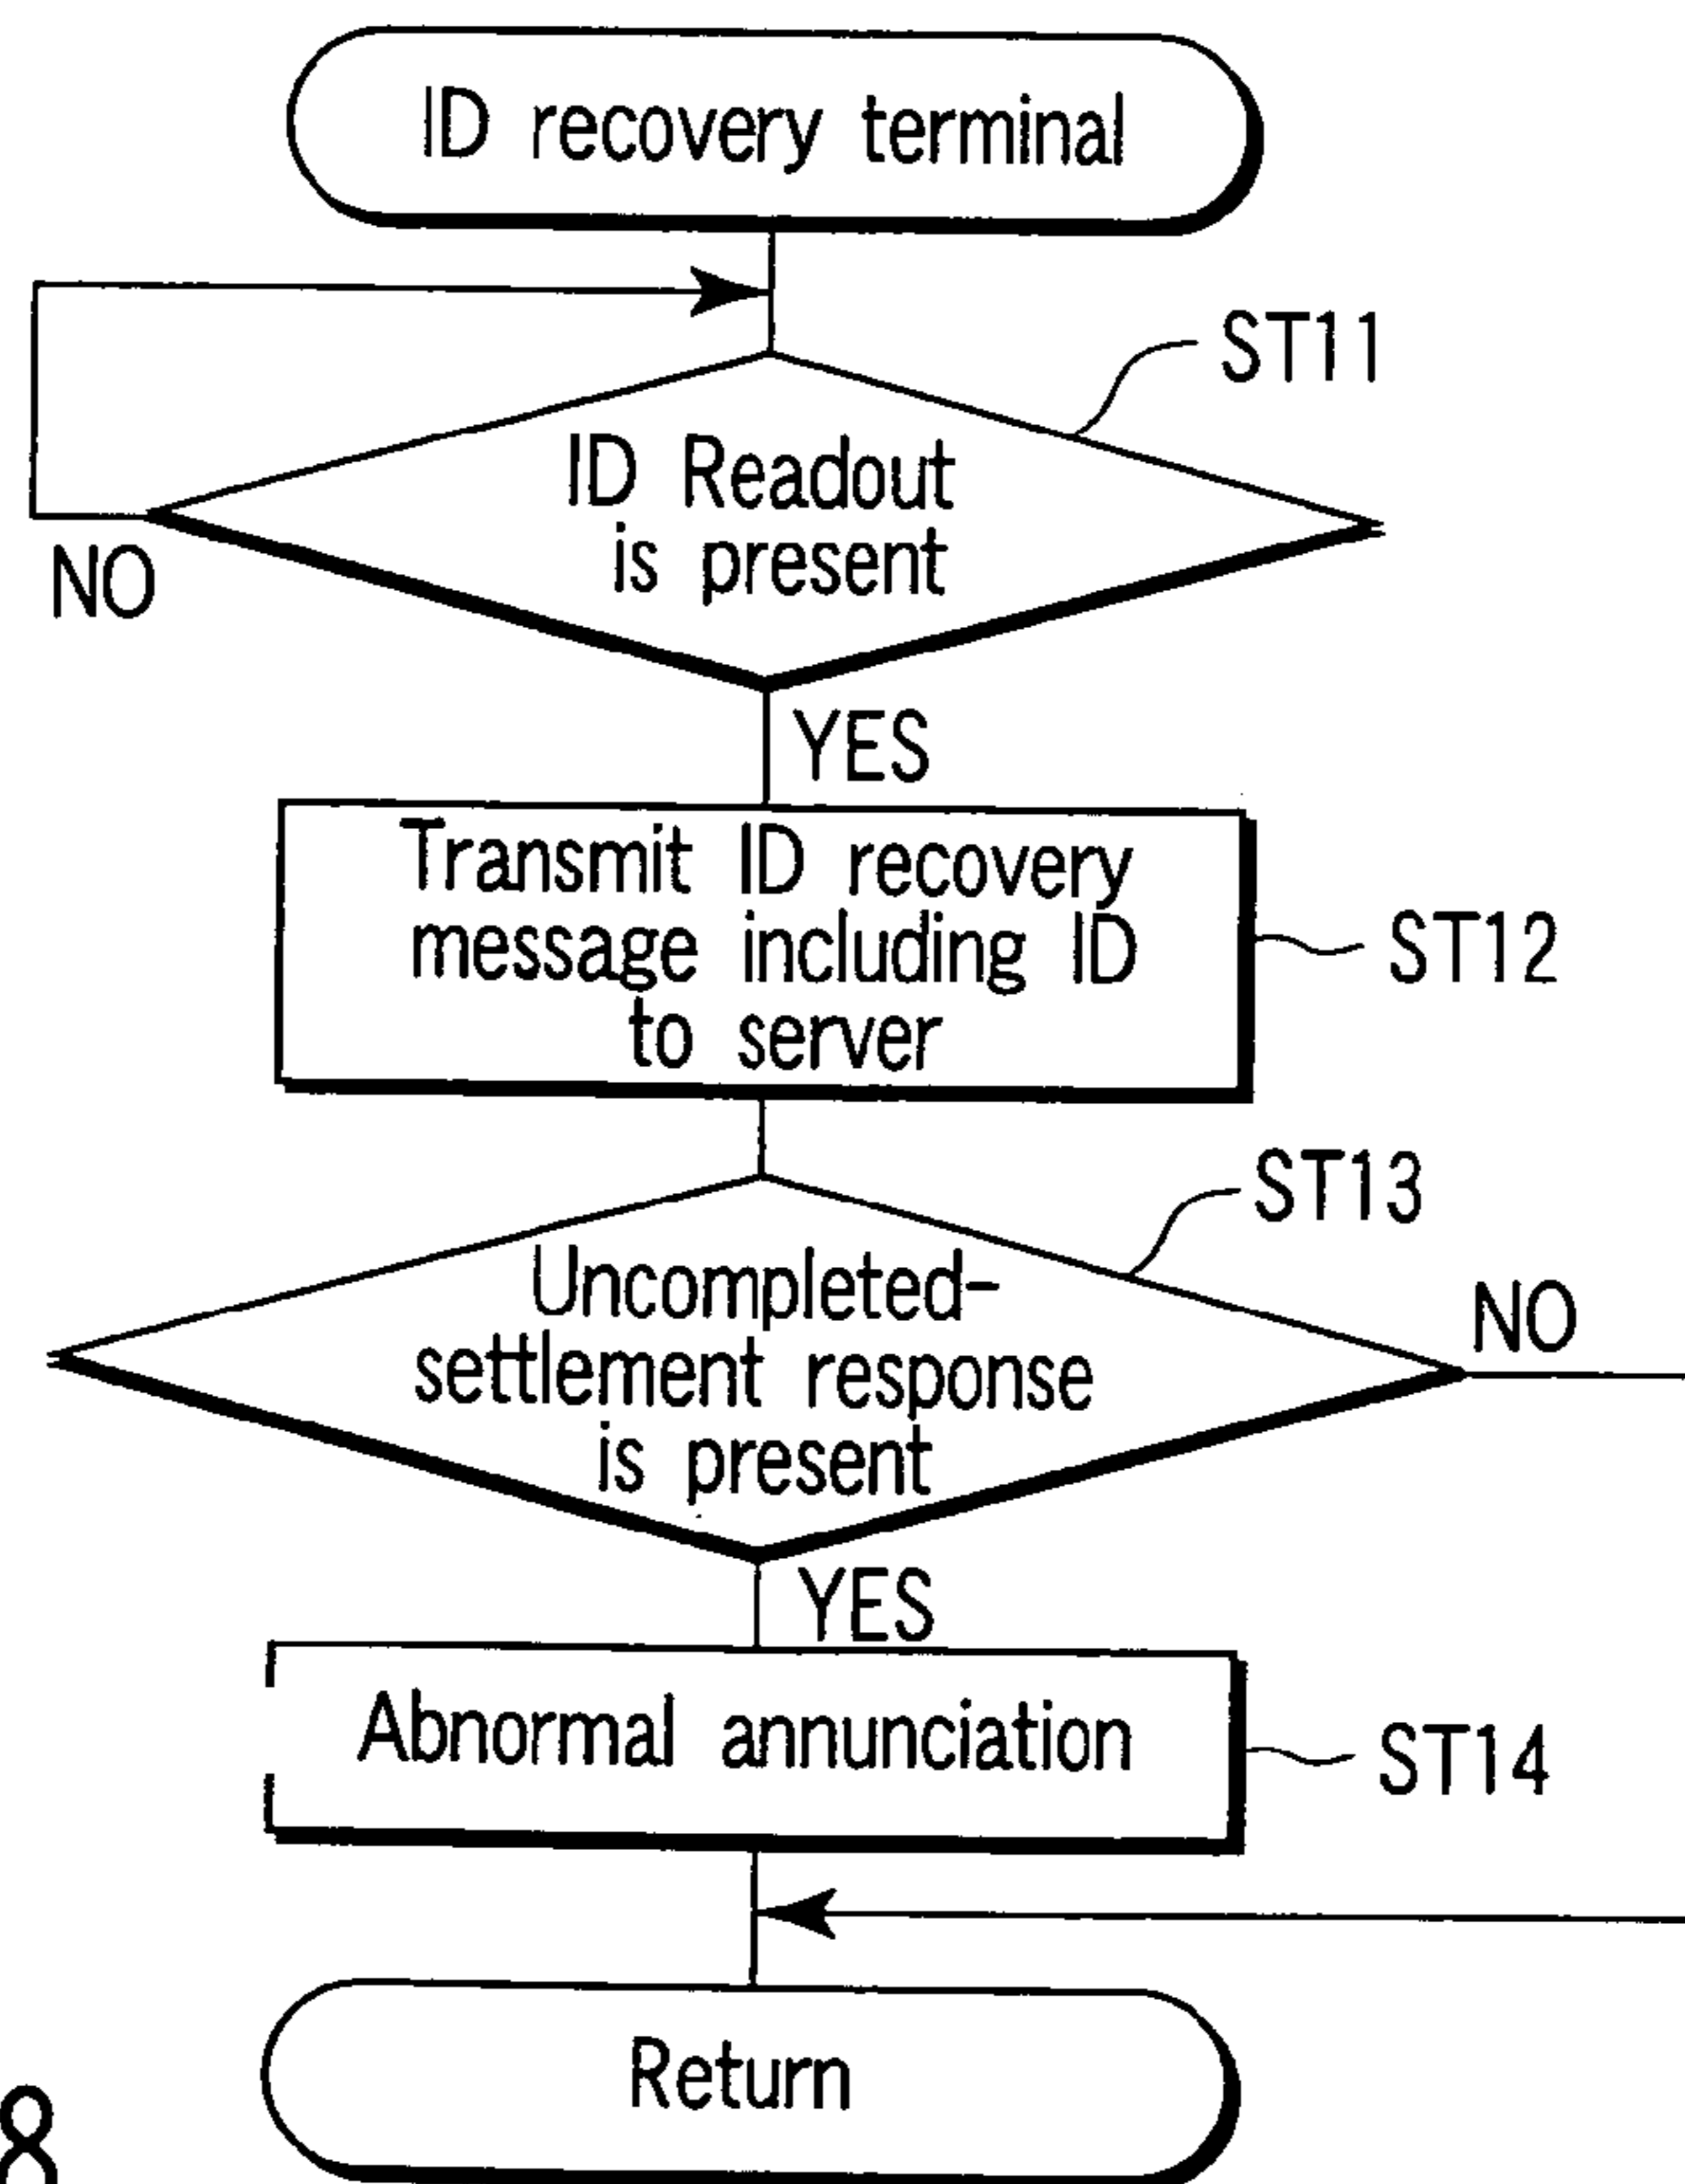 ID recovery terminal
ST11
ID Readout
is present
NO
YES
Transmit ID recovery
message including ID
to server
ST12
ST13
Uncompleted-
settlement response
is present
NO
YES
Abnormal annunciation
ST14
Return
8